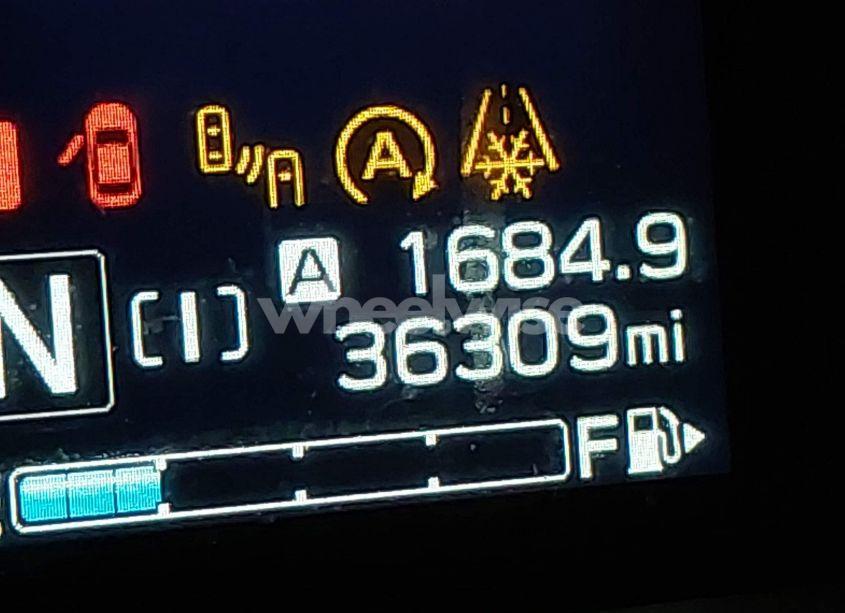 A
A 1684.9
N (I) 36309mi
wheelwise
F